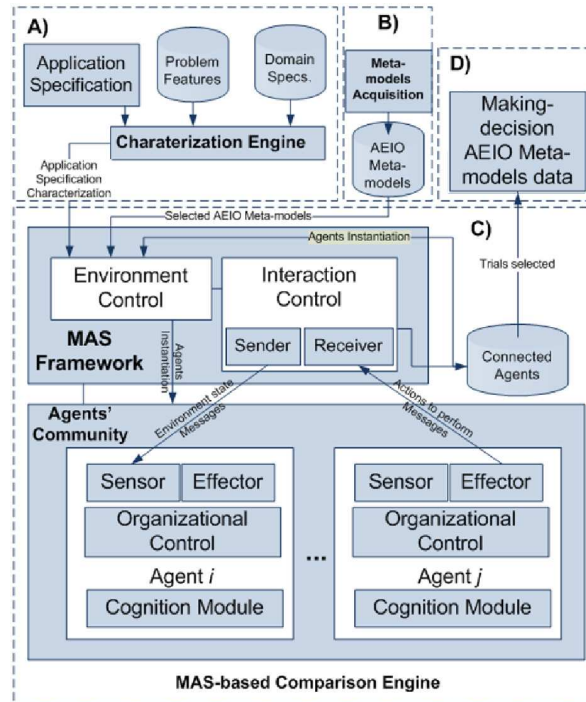 A)
Application
Specification
Problem
Features
Domain
Specs.
Charaterization Engine
Application
Specification
Characterization
B)
Meta-
models
Acquisition
AEIO
Meta-
models
D)
Making-
decision
AEIO Meta-
models data
Selected AEIO Meta-models
Agents Instantiation
C)
Trials selected
Environment
Control
Interaction
Control
Sender
Receiver
MAS
Framework
Agents
Instantiation
Connected
Agents
Agents'
Community
Environment state
Messages
Actions to perform
Messages
Sensor
Effector
Organizational
Control
Agent i
Cognition Module
...
Sensor
Effector
Organizational
Control
Agent j
Cognition Module
MAS-based Comparison Engine